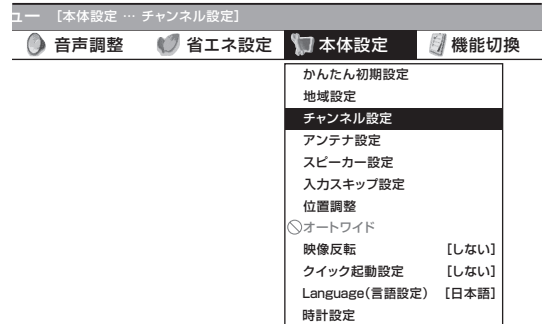 ュー [本体設定 … チャンネル設定]
音声調整 省エネ設定 本体設定 機能切換
かんたん初期設定
地域設定
チャンネル設定
アンテナ設定
スピーカー設定
入力スキップ設定
位置調整
オートワイド
映像反転 [しない]
クイック起動設定 [しない]
Language(言語設定) [日本語]
時計設定